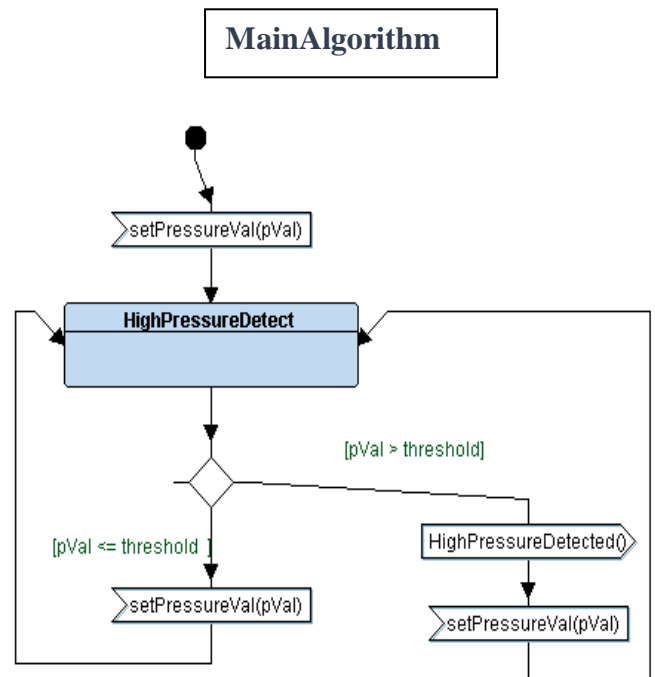 MainAlgorithm
setPressureVal(pVal)
HighPressureDetect
[pVal > threshold]
[pVal <= threshold ]
HighPressureDetected()
setPressureVal(pVal)
setPressureVal(pVal)